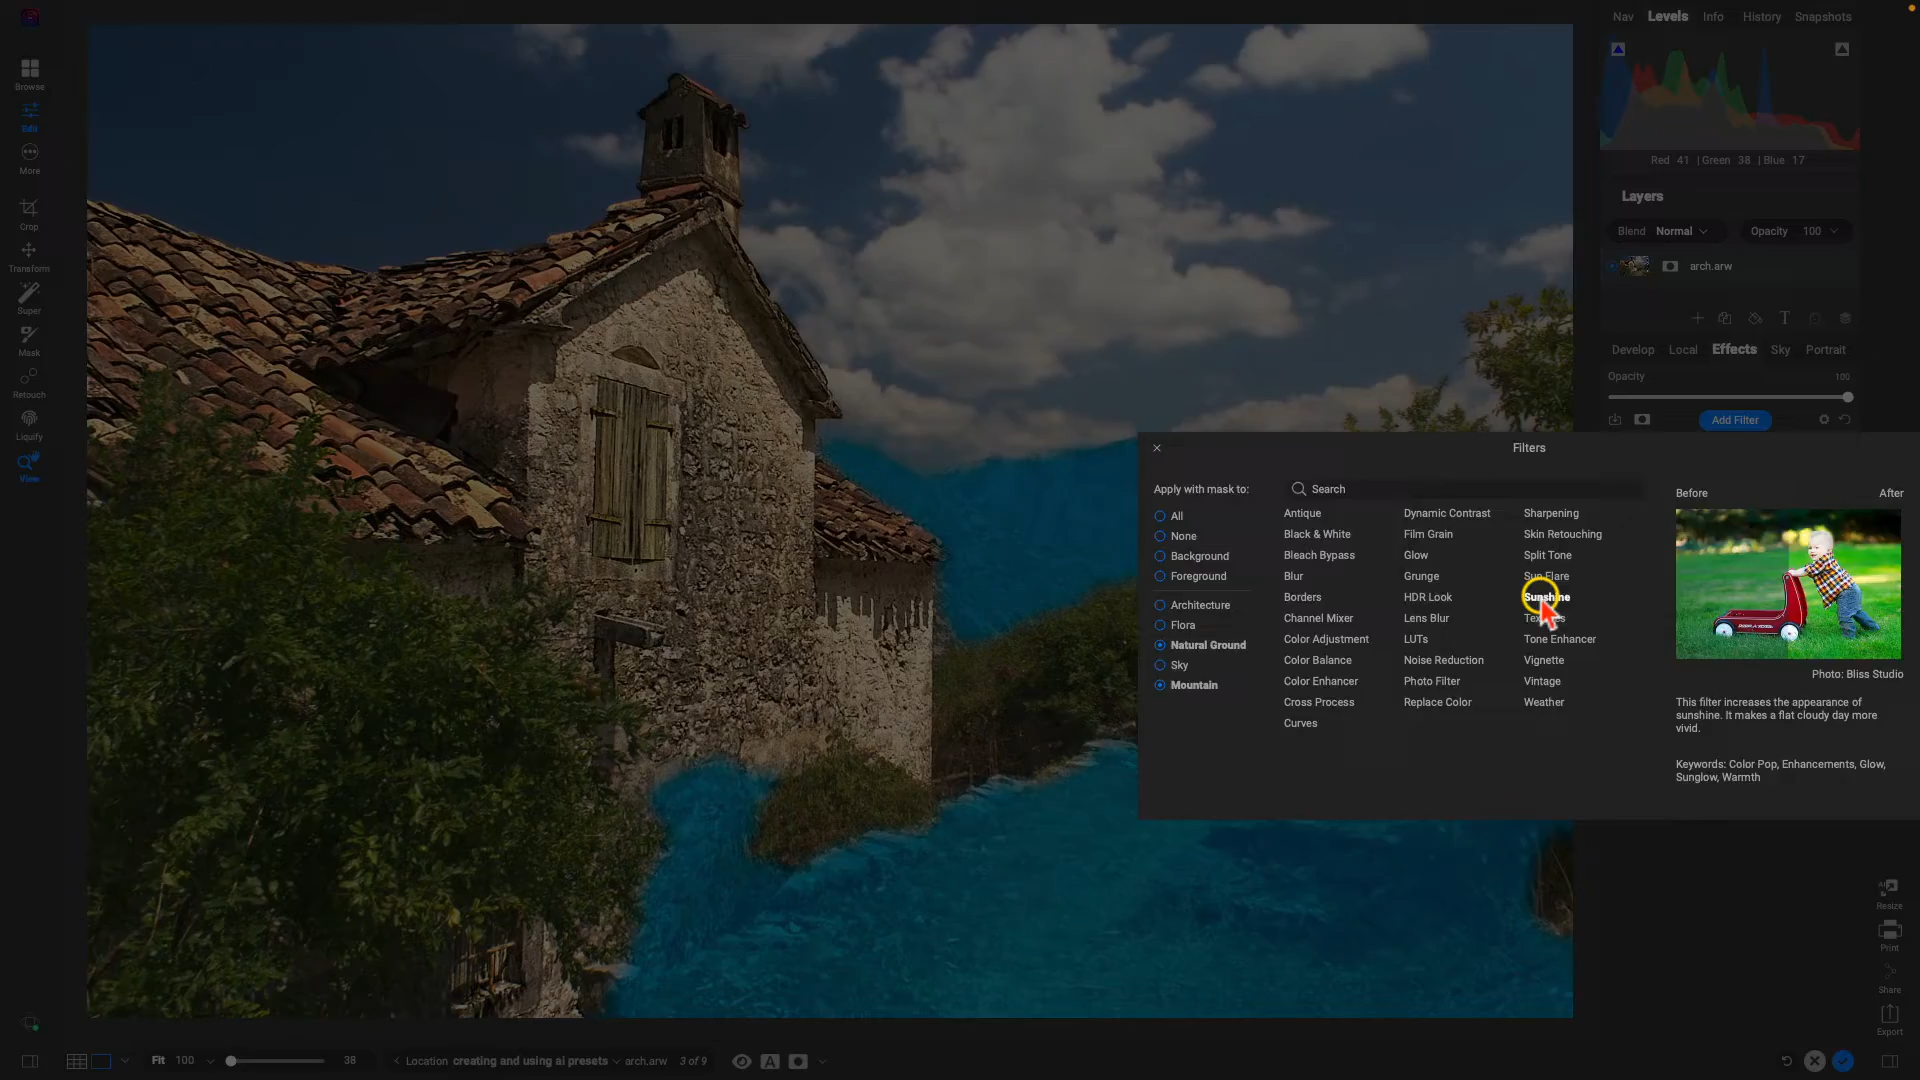 Nav Levels Info History Snapshots
Browse
Edit
More
Crop
Transform
Super
Mask
Retouch
Liquify
View
Red 41 | Green 38 | Blue 17
Layers
Blend Normal Opacity 100
arch.arw
T
Develop Local Effects Sky Portrait
Opacity 100
Add Filter
Filters
Apply with mask to:
All
None
Background
Foreground
Architecture
Flora
Natural Ground
Sky
Mountain
Search
Antique
Black & White
Bleach Bypass
Blur
Borders
Channel Mixer
Color Adjustment
Color Balance
Color Enhancer
Cross Process
Curves
Dynamic Contrast
Film Grain
Glow
Grunge
HDR Look
Lens Blur
LUTs
Noise Reduction
Photo Filter
Replace Color
Sharpening
Skin Retouching
Split Tone
Sun Flare
Sunshine
Tone Enhancer
Vignette
Vintage
Weather
Before After
Photo: Bliss Studio
This filter increases the appearance of
sunshine. It makes a flat cloudy day more
vivid.
Keywords: Color Pop, Enhancements, Glow,
Sunglow, Warmth
Resize
Print
Share
Export
Fit 100 38 Location creating and using ai presets arch.arw 3 of 9 A